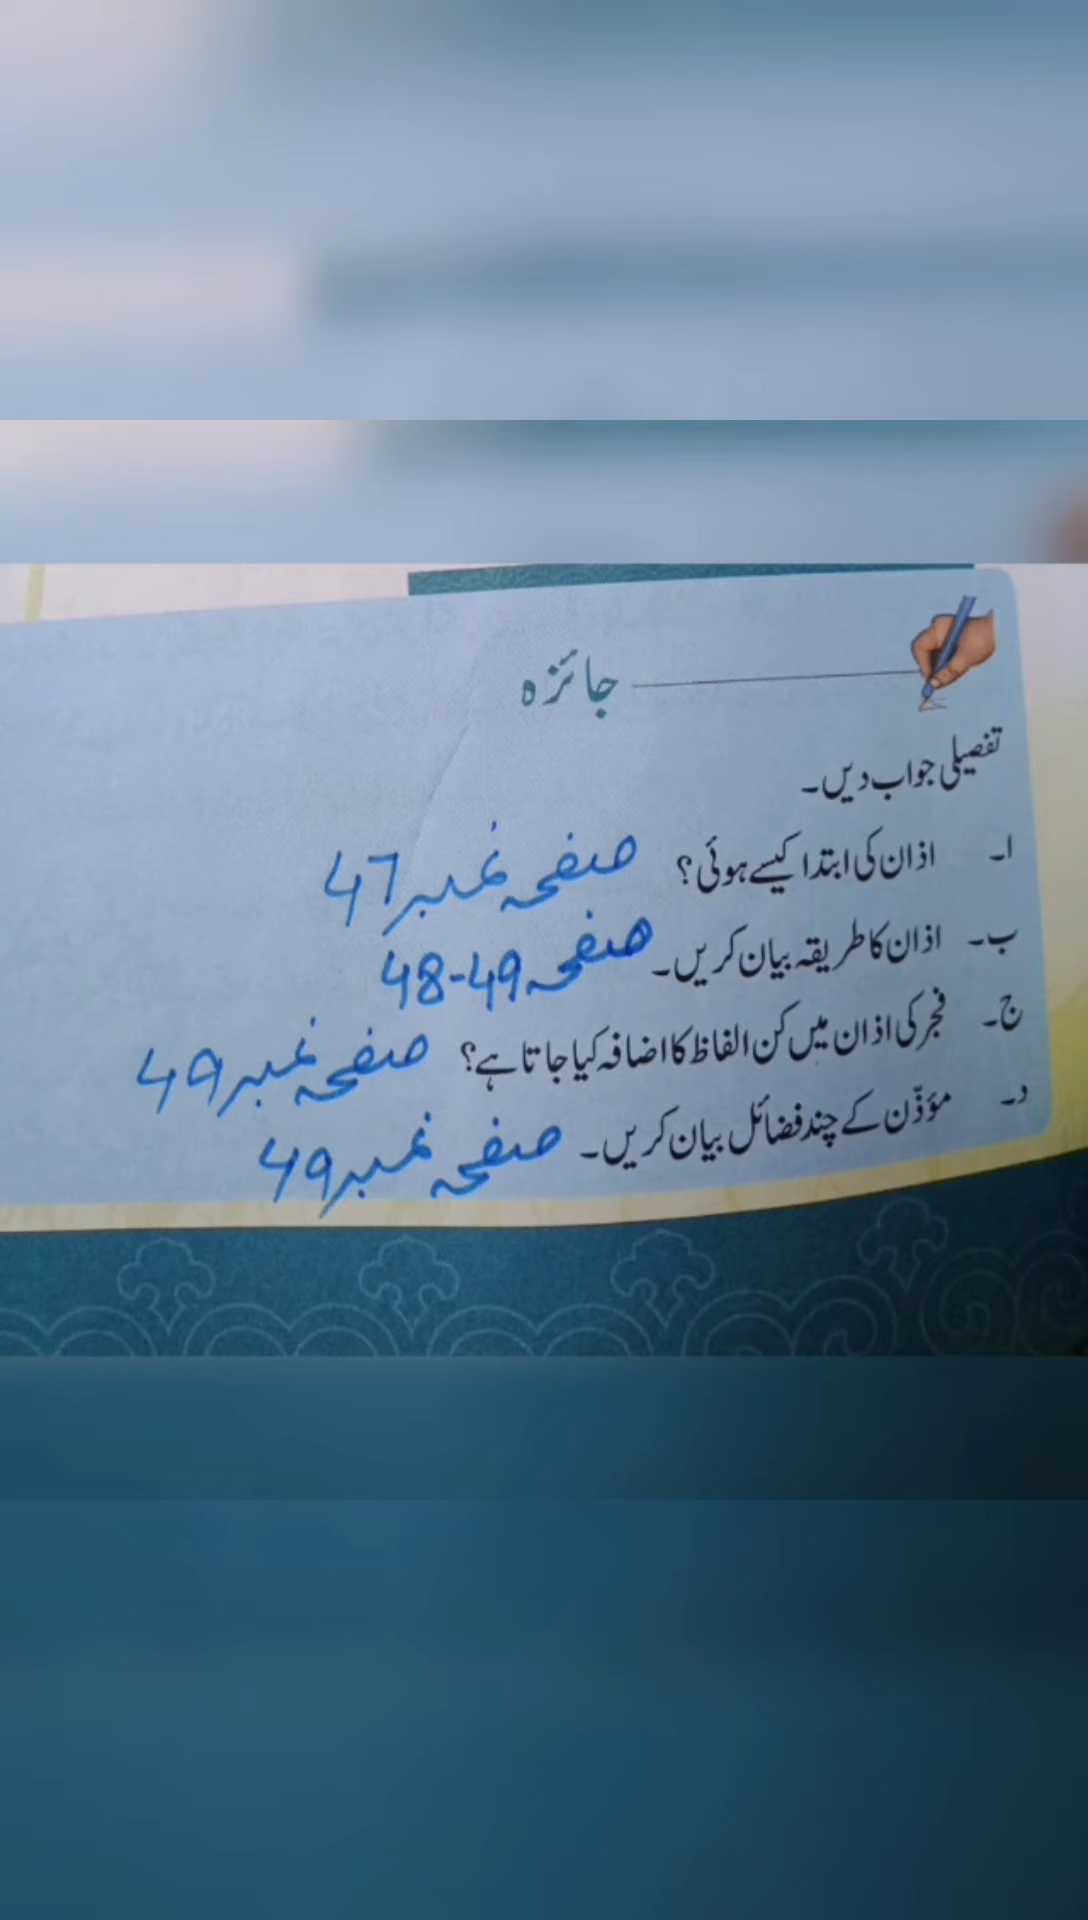 جائزہ
تفصیلی جواب دیں۔
ا۔ اذان کی ابتدا کیسے ہوئی؟ صفحہ نمبر 47
ب۔ اذان کا طریقہ بیان کریں۔ صفحہ 49-48
ج۔ فجر کی اذان میں کن الفاظ کا اضافہ کیا جاتا ہے؟ صفحہ نمبر 49
د۔ مؤذّن کے چند فضائل بیان کریں۔ صفحہ نمبر 49